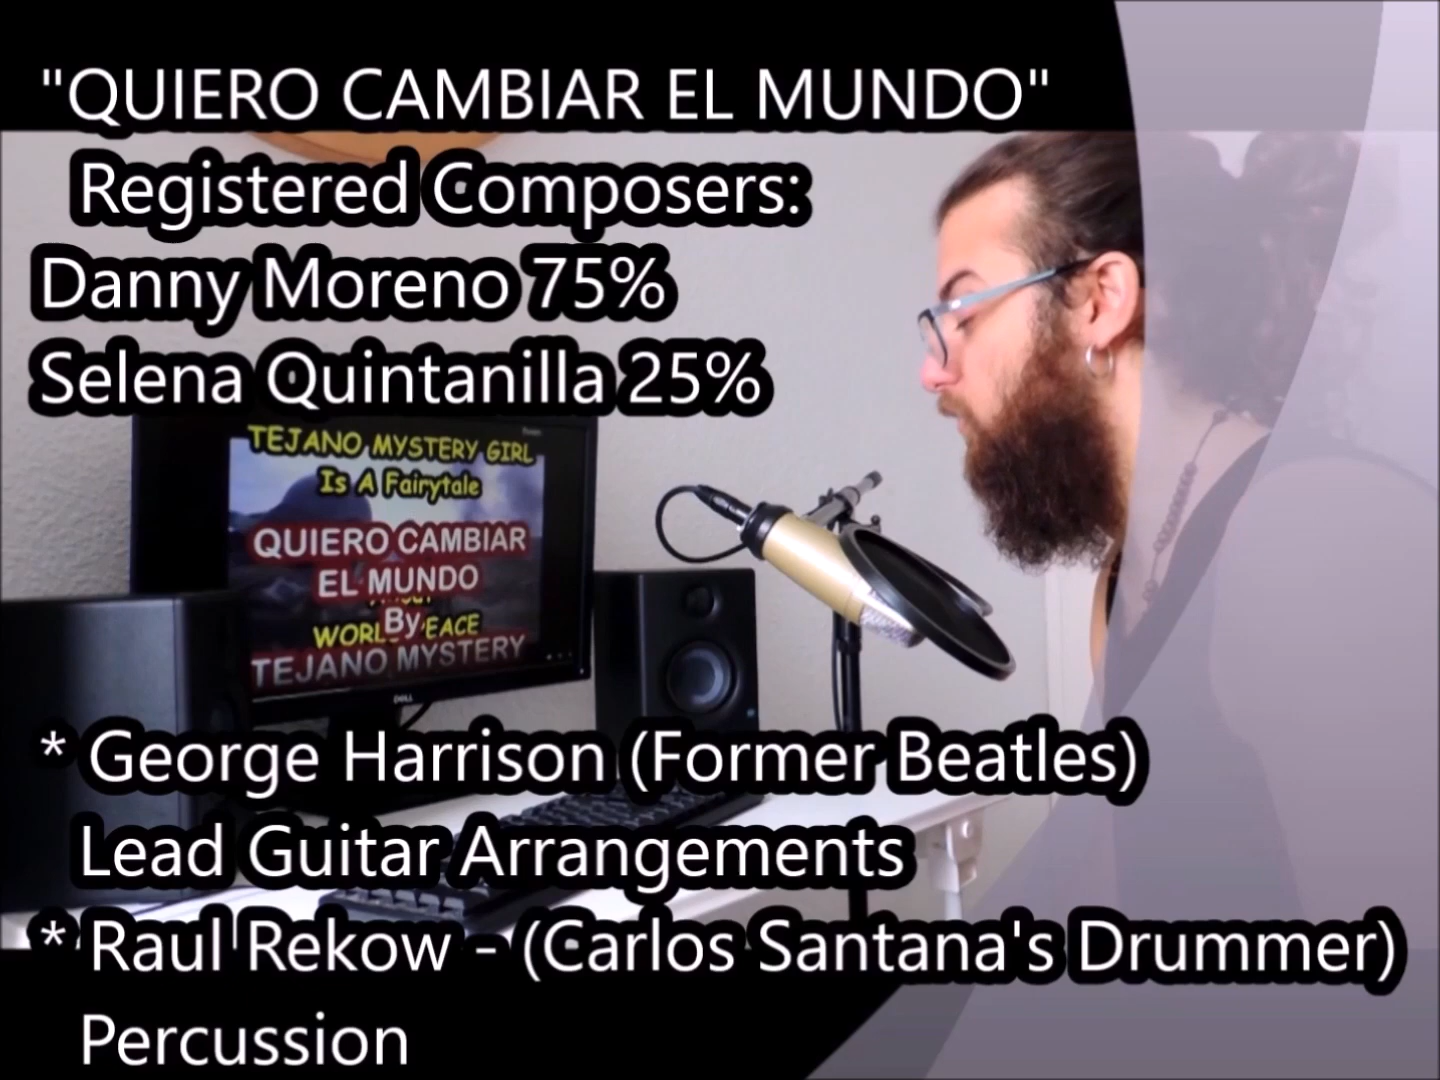 "QUIERO CAMBIAR EL MUNDO"
Registered Composers:
Danny Moreno 75%
Selena Quintanilla 25%
TEJANO MYSTERY GIRL
Is A Fairytale
QUIERO CAMBIAR
EL MUNDO
By
TEJANO MYSTERY
DELL
* George Harrison (Former Beatles)
Lead Guitar Arrangements
* Raul Rekow - (Carlos Santana's Drummer)
Percussion